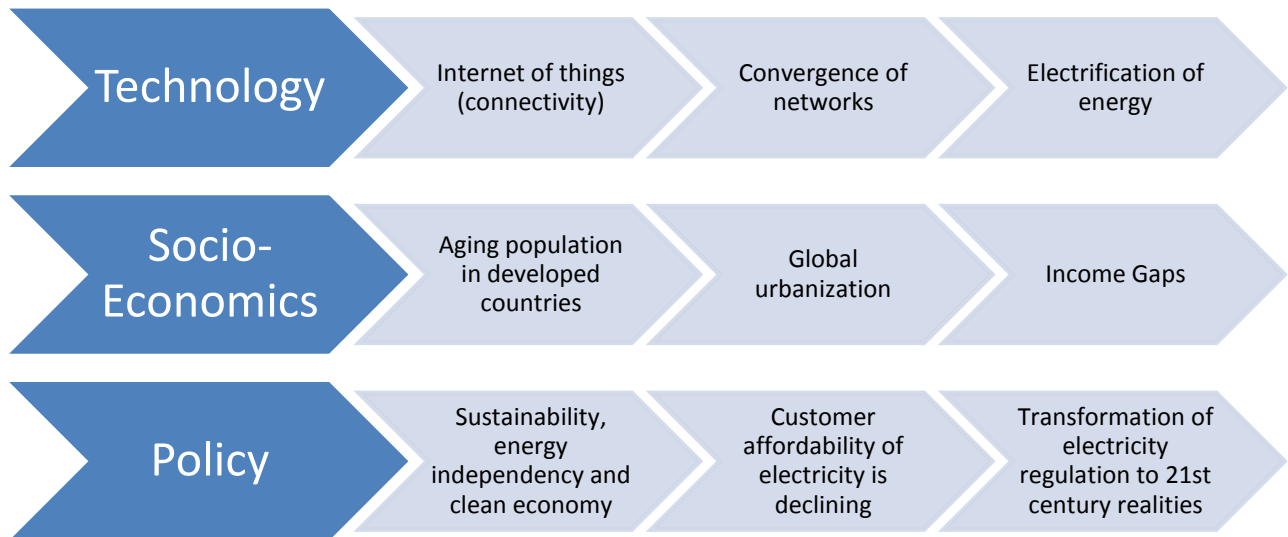 Technology
Internet of things
(connectivity)
Convergence of
networks
Electrification of
energy
Socio-
Economics
Aging population
in developed
countries
Global
urbanization
Income Gaps
Policy
Sustainability,
energy
independency and
clean economy
Customer
affordability of
electricity is
declining
Transformation of
electricity
regulation to 21st
century realities